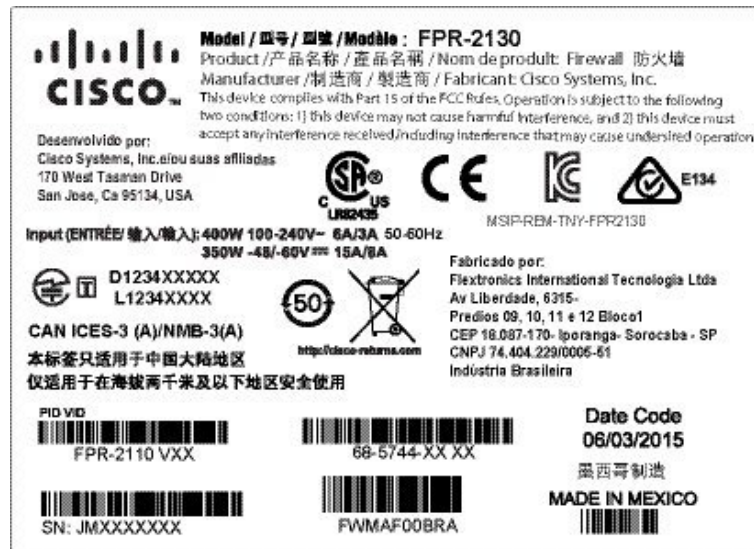 CISCO™
Model / 型号 / 型號 / Modèle : FPR-2130
Product /产品名称 / 產品名稱 / Nom de produit: Firewall 防火墙
Manufacturer /制造商 / 製造商 / Fabricant: Cisco Systems, Inc.
This device complies with Part 15 of the FCC Rules, Operation is subject to the following
two conditions: 1) this device may not cause harmful interference, and 2) this device must
accept any interference received,including interference that may cause undersired operation
Desenvolvido por:
Cisco Systems, Inc.e/ou suas afiliadas
170 West Tasman Drive
San Jose, Ca 95134, USA
C SA ® US
LR82435
CE
KC
E134
MSIP-REM-TNY-FPR2130
Input (ENTRÉE/ 输入/輸入): 400W 100-240V~ 6A/3A 50-60Hz
350W -48/-60V⎓ 15A/8A
T D1234XXXXX
L1234XXXX
50
http://cisco-returns.com
Fabricado por:
Flextronics International Tecnologia Ltda
Av Liberdade, 6315-
Predios 09, 10, 11 e 12 Bloco1
CEP 18.087-170- Iporanga- Sorocaba - SP
CNPJ 74.404.229/0005-51
Indústria Brasileira
CAN ICES-3 (A)/NMB-3(A)
本标签只适用于中国大陆地区
仅适用于在海拔两千米及以下地区安全使用
PID VID
FPR-2110 VXX
68-5744-XX XX
Date Code
06/03/2015
墨西哥制造
MADE IN MEXICO
SN: JMXXXXXXX
FWMAF00BRA